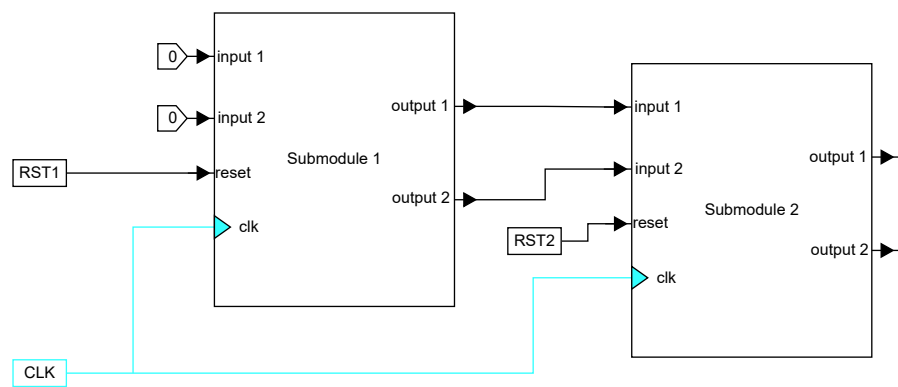 0
input 1
0
input 2
output 1
Submodule 1
RST1
reset
output 2
clk
CLK
input 1
input 2
output 1
Submodule 2
RST2
reset
output 2
clk